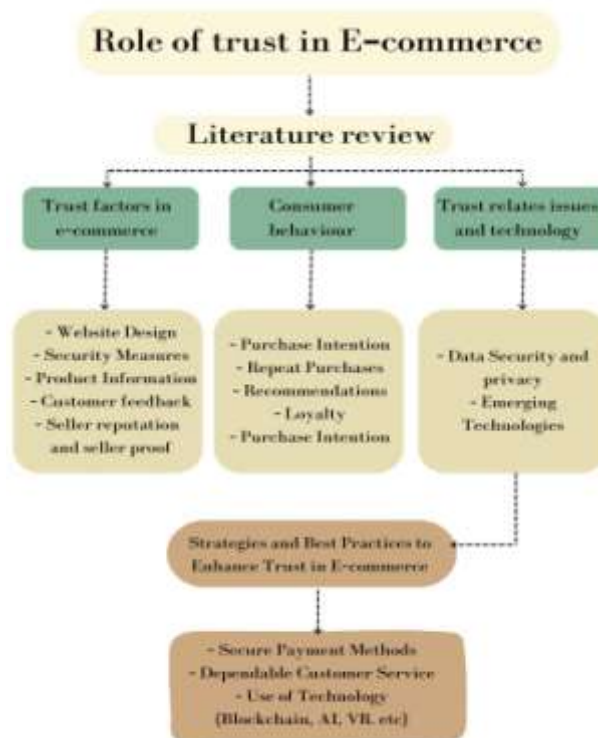 Role of trust in E-commerce
Literature review
Trust factors in
e-commerce
Consumer
behaviour
Trust relates issues
and technology
- Website Design
- Security Measures
- Product Information
- Customer feedback
- Seller reputation
and seller proof
- Purchase Intention
- Repeat Purchases
- Recommendations
- Loyalty
- Purchase Intention
- Data Security and
privacy
- Emerging
Technologies
Strategies and Best Practices to
Enhance Trust in E-commerce
- Secure Payment Methods
- Dependable Customer Service
- Use of Technology
(Blockchain, AI, VR. etc)